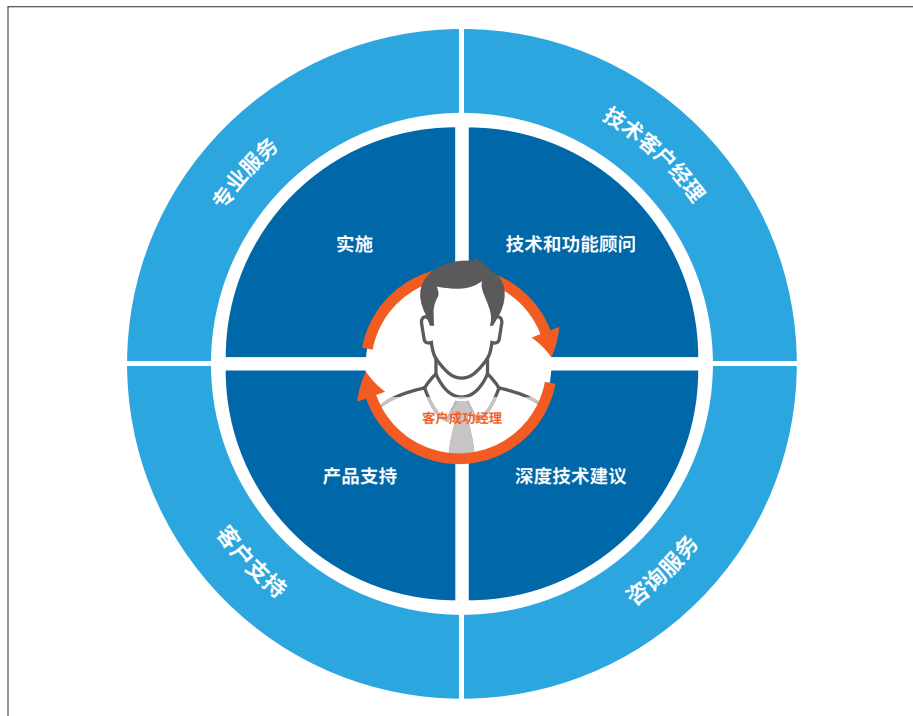 专业服务
技术客户经理
实施
技术和功能顾问
客户成功经理
产品支持
深度技术建议
客户支持
咨询服务